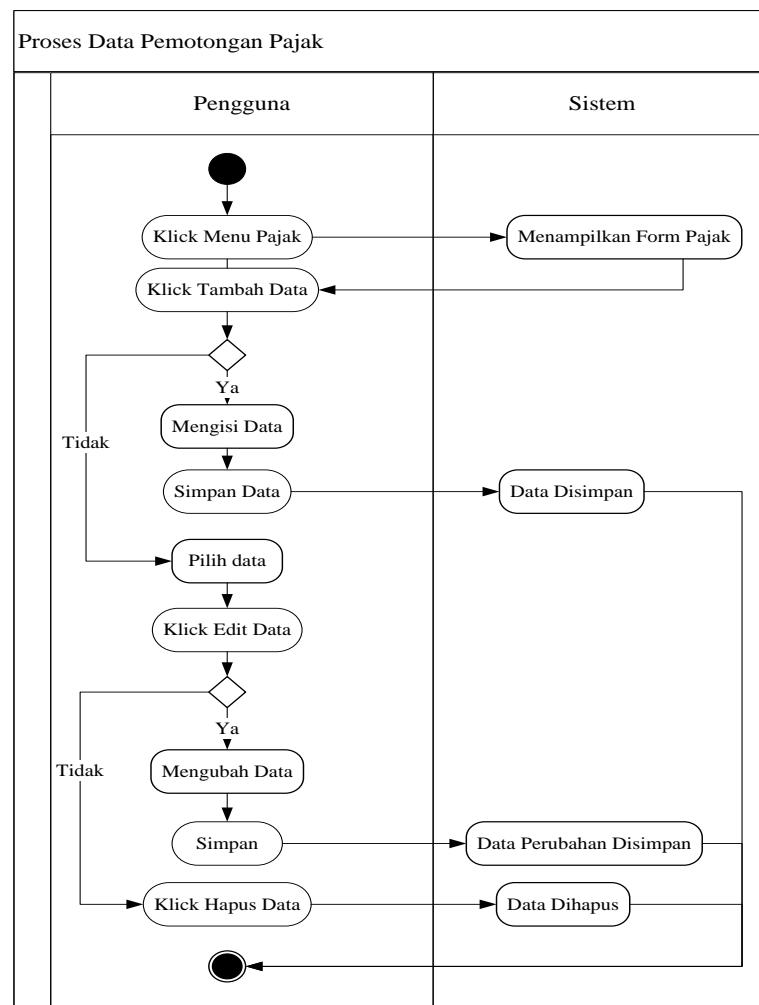 Proses Data Pemotongan Pajak
Pengguna
Sistem
Klick Menu Pajak
Menampilkan Form Pajak
Klick Tambah Data
Ya
Mengisi Data
Tidak
Simpan Data
Data Disimpan
Pilih data
Klick Edit Data
Ya
Mengubah Data
Tidak
Simpan
Data Perubahan Disimpan
Klick Hapus Data
Data Dihapus